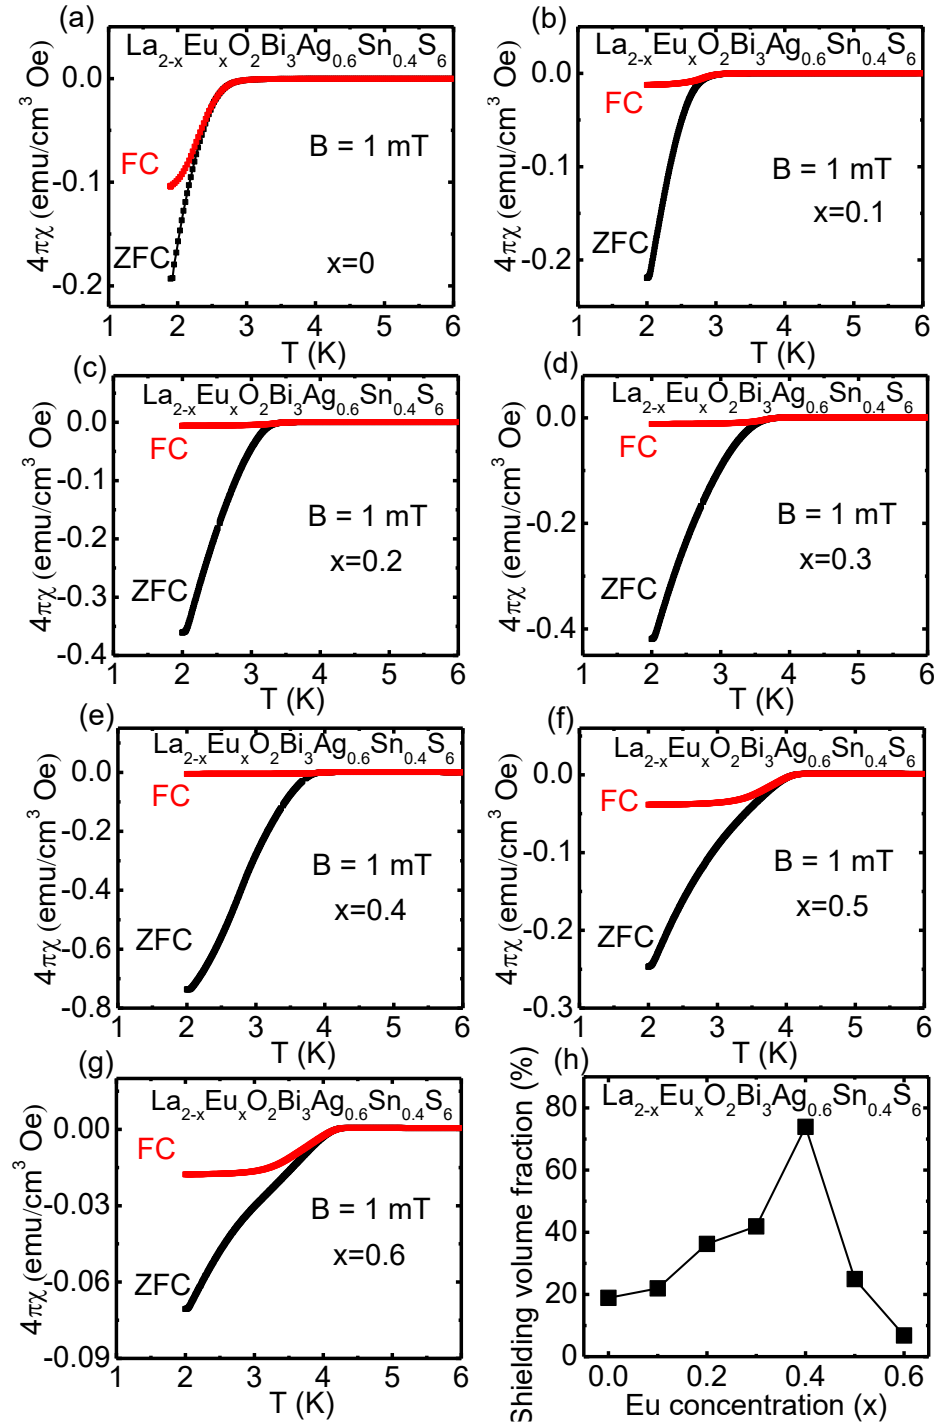 (a)
La2-xEuxO2Bi3Ag0.6Sn0.4S6
0.0
-0.1
-0.2
4πχ (emu/cm3 Oe)
FC
ZFC
B = 1 mT
x=0
1 2 3 4 5 6
T (K)
(b)
La2-xEuxO2Bi3Ag0.6Sn0.4S6
0.0
-0.1
-0.2
4πχ (emu/cm3 Oe)
FC
ZFC
B = 1 mT
x=0.1
1 2 3 4 5 6
T (K)
(c)
La2-xEuxO2Bi3Ag0.6Sn0.4S6
0.0
-0.1
-0.2
-0.3
-0.4
4πχ (emu/cm3 Oe)
FC
ZFC
B = 1 mT
x=0.2
1 2 3 4 5 6
T (K)
(d)
La2-xEuxO2Bi3Ag0.6Sn0.4S6
0.0
-0.2
-0.4
4πχ (emu/cm3 Oe)
FC
ZFC
B = 1 mT
x=0.3
1 2 3 4 5 6
T (K)
(e)
La2-xEuxO2Bi3Ag0.6Sn0.4S6
0.0
-0.2
-0.4
-0.6
-0.8
4πχ (emu/cm3 Oe)
FC
ZFC
B = 1 mT
x=0.4
1 2 3 4 5 6
T (K)
(f)
La2-xEuxO2Bi3Ag0.6Sn0.4S6
0.0
-0.1
-0.2
-0.3
4πχ (emu/cm3 Oe)
FC
ZFC
B = 1 mT
x=0.5
1 2 3 4 5 6
T (K)
(g)
La2-xEuxO2Bi3Ag0.6Sn0.4S6
0.00
-0.03
-0.06
-0.09
4πχ (emu/cm3 Oe)
FC
ZFC
B = 1 mT
x=0.6
1 2 3 4 5 6
T (K)
(h)
La2-xEuxO2Bi3Ag0.6Sn0.4S6
80
60
40
20
0
Shielding volume fraction (%)
0.0 0.2 0.4 0.6
Eu concentration (x)